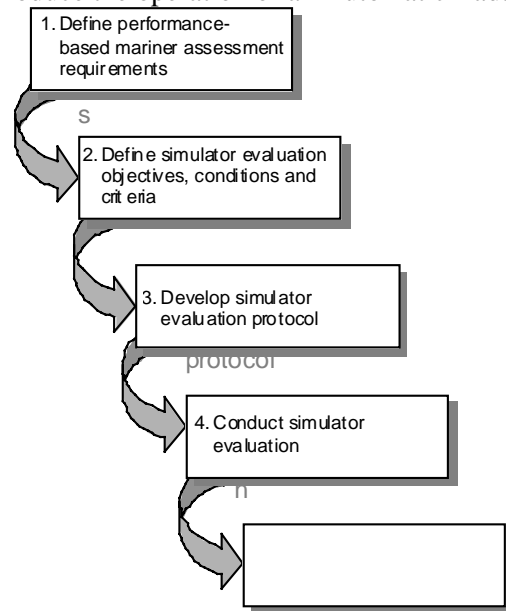 1. Define performance-
based mariner assessment
requirements
s
2. Define simulator evaluation
objectives, conditions and
criteria
3. Develop simulator
evaluation protocol
protocol
4. Conduct simulator
evaluation
n